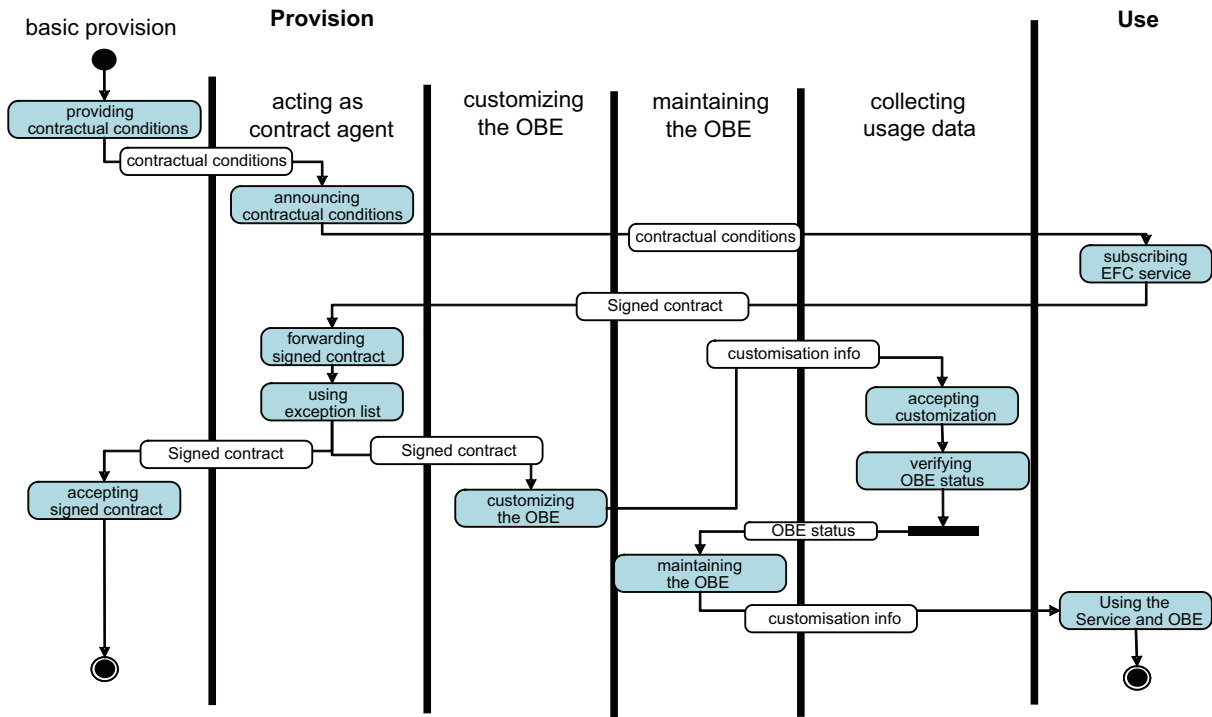 Provision
Use
basic provision
acting as
contract agent
customizing
the OBE
maintaining
the OBE
collecting
usage data
providing
contractual conditions
contractual conditions
announcing
contractual conditions
contractual conditions
subscribing
EFC service
Signed contract
forwarding
signed contract
customisation info
using
exception list
accepting
customization
Signed contract
Signed contract
verifying
OBE status
accepting
signed contract
customizing
the OBE
OBE status
maintaining
the OBE
customisation info
Using the
Service and OBE